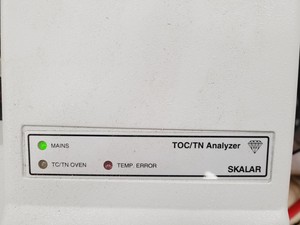 MAINS
TOC/TN Analyzer
TC/TN OVEN
TEMP. ERROR
SKALAR